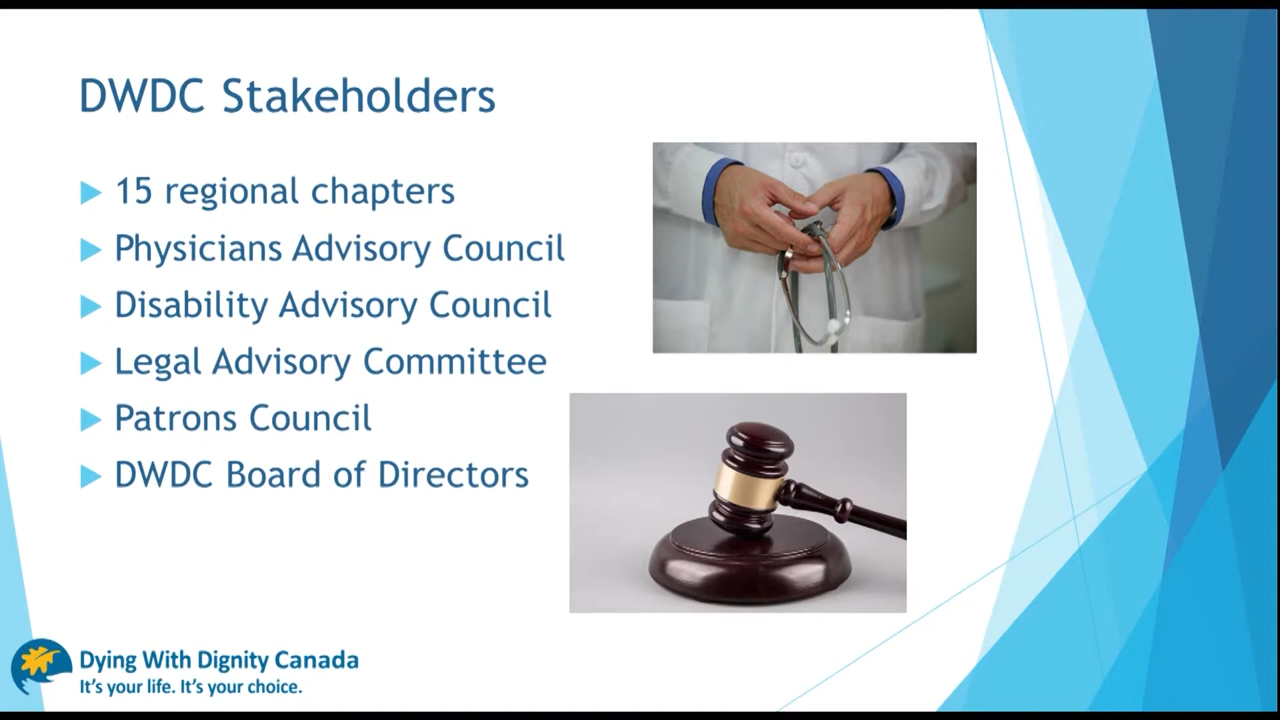 DWDC Stakeholders
15 regional chapters
Physicians Advisory Council
Disability Advisory Council
Legal Advisory Committee
Patrons Council
DWDC Board of Directors
Dying With Dignity Canada
It's your life. It's your choice.